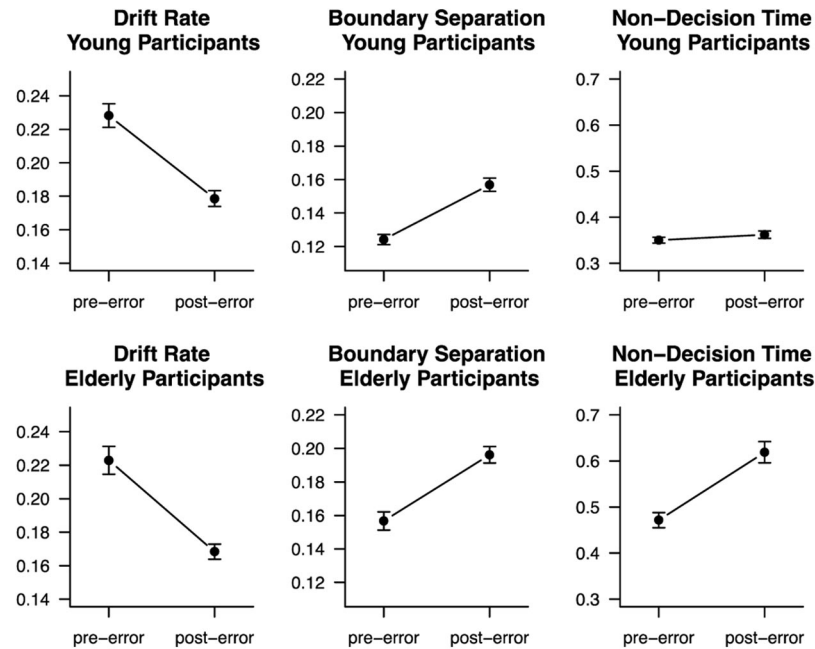 Drift Rate
Young Participants
0.24
0.22
0.20
0.18
0.16
0.14
pre−error post−error
Boundary Separation
Young Participants
0.22
0.20
0.18
0.16
0.14
0.12
pre−error post−error
Non−Decision Time
Young Participants
0.7
0.6
0.5
0.4
0.3
pre−error post−error
Drift Rate
Elderly Participants
0.24
0.22
0.20
0.18
0.16
0.14
pre−error post−error
Boundary Separation
Elderly Participants
0.22
0.20
0.18
0.16
0.14
0.12
pre−error post−error
Non−Decision Time
Elderly Participants
0.7
0.6
0.5
0.4
0.3
pre−error post−error